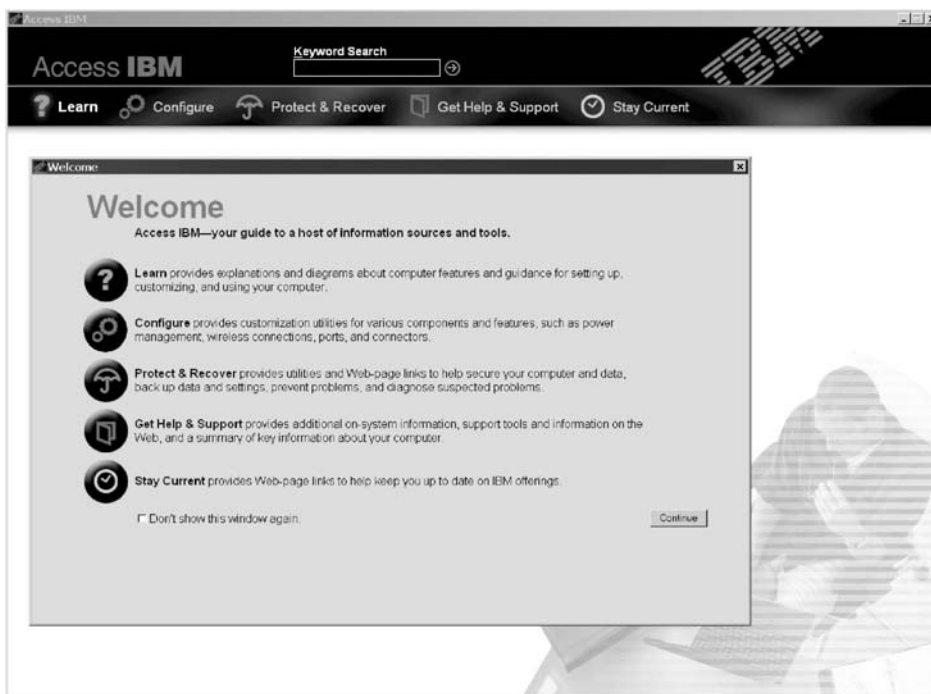 Access IBM
Keyword Search
Access IBM
IBM
Learn Configure Protect & Recover Get Help & Support Stay Current
Welcome
Welcome
Access IBM—your guide to a host of information sources and tools.
Learn provides explanations and diagrams about computer features and guidance for setting up,
customizing, and using your computer.
Configure provides customization utilities for various components and features, such as power
management, wireless connections, ports, and connectors.
Protect & Recover provides utilities and Web-page links to help secure your computer and data,
back up data and settings, prevent problems, and diagnose suspected problems.
Get Help & Support provides additional on-system information, support tools and information on the
Web, and a summary of key information about your computer.
Stay Current provides Web-page links to help keep you up to date on IBM offerings.
Don't show this window again.
Continue